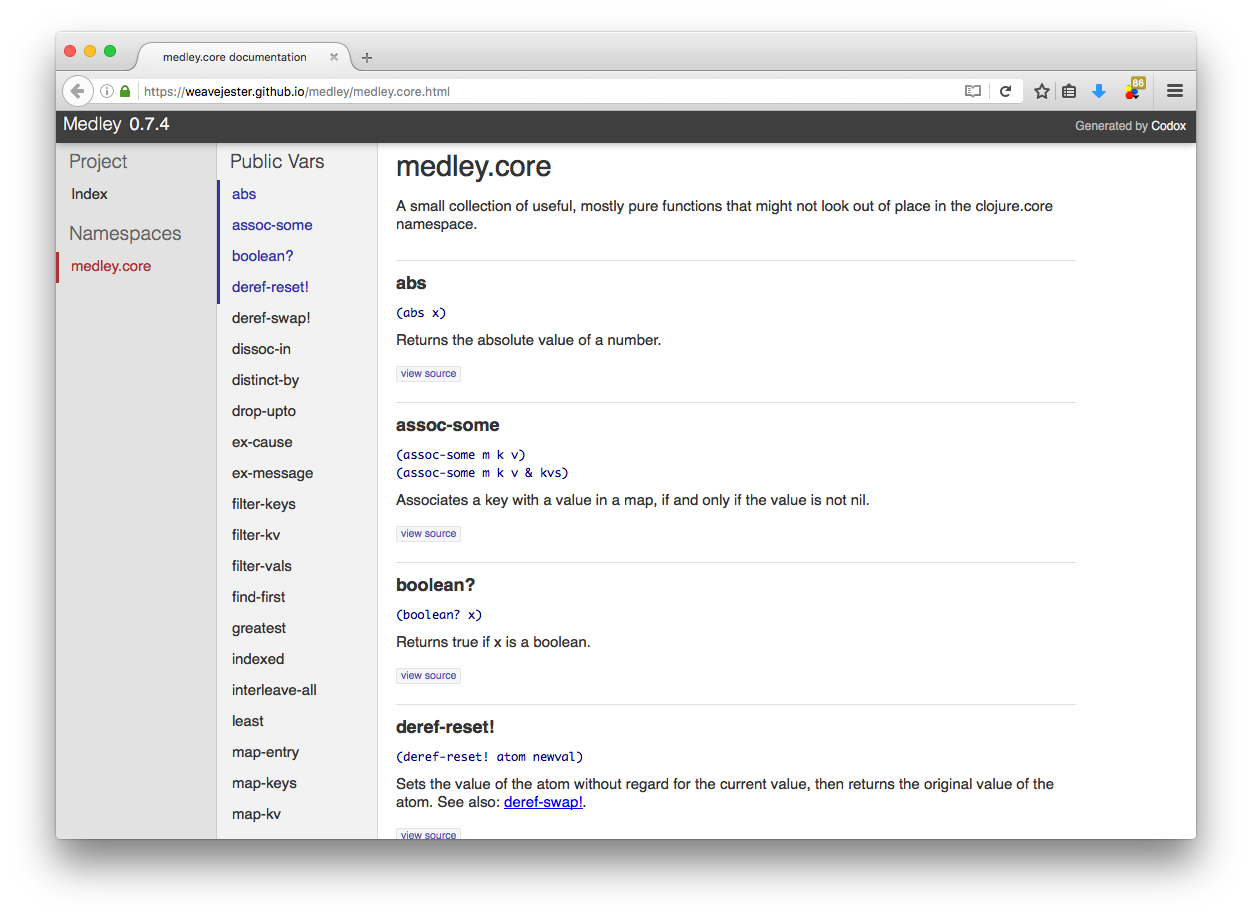 medley.core documentation
https://weavejester.github.io/medley/medley.core.html
86
Medley 0.7.4
Generated by Codox
Project
Index
Namespaces
medley.core
Public Vars
abs
assoc-some
boolean?
deref-reset!
deref-swap!
dissoc-in
distinct-by
drop-upto
ex-cause
ex-message
filter-keys
filter-kv
filter-vals
find-first
greatest
indexed
interleave-all
least
map-entry
map-keys
map-kv
medley.core
A small collection of useful, mostly pure functions that might not look out of place in the clojure.core
namespace.
abs
(abs x)
Returns the absolute value of a number.
view source
assoc-some
(assoc-some m k v)
(assoc-some m k v & kvs)
Associates a key with a value in a map, if and only if the value is not nil.
view source
boolean?
(boolean? x)
Returns true if x is a boolean.
view source
deref-reset!
(deref-reset! atom newval)
Sets the value of the atom without regard for the current value, then returns the original value of the
atom. See also: deref-swap!.
view source